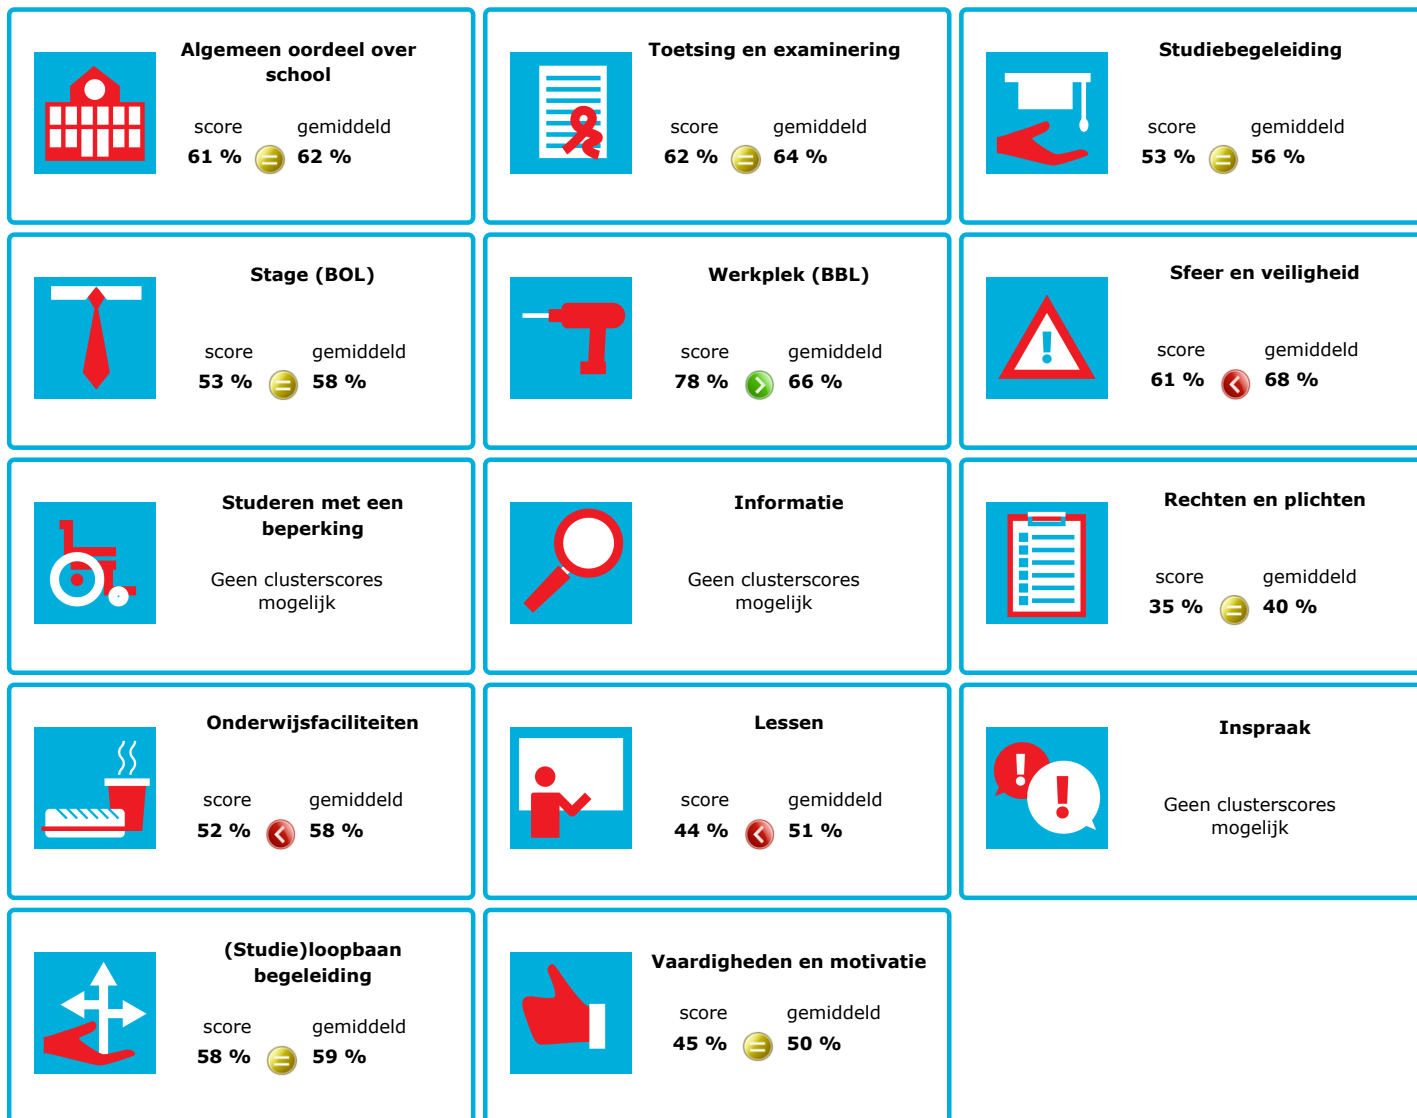 Algemeen oordeel over
school
score gemiddeld
61 % = 62 %
Toetsing en examinering
score gemiddeld
62 % = 64 %
Studiebegeleiding
score gemiddeld
53 % = 56 %
Stage (BOL)
score gemiddeld
53 % = 58 %
Werkplek (BBL)
score gemiddeld
78 % > 66 %
Sfeer en veiligheid
!
score gemiddeld
61 % < 68 %
Studeren met een
beperking
Geen clusterscores
mogelijk
Informatie
Geen clusterscores
mogelijk
Rechten en plichten
score gemiddeld
35 % = 40 %
Onderwijsfaciliteiten
score gemiddeld
52 % < 58 %
Lessen
score gemiddeld
44 % < 51 %
Inspraak
! !
Geen clusterscores
mogelijk
(Studie)loopbaan
begeleiding
score gemiddeld
58 % = 59 %
Vaardigheden en motivatie
score gemiddeld
45 % = 50 %